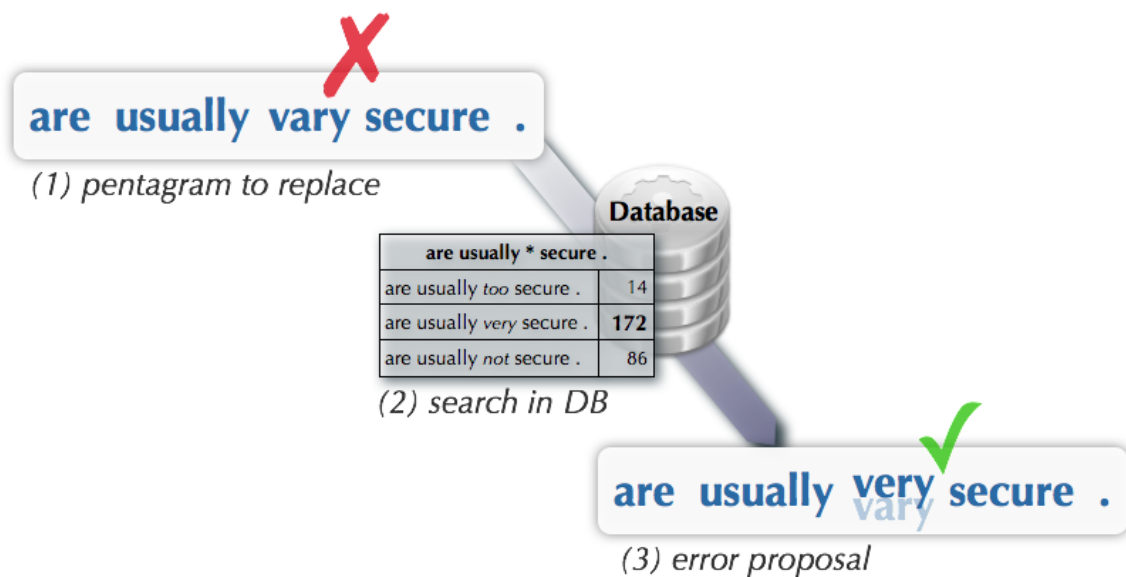 are usually vary secure .
(1) pentagram to replace
Database
are usually * secure .
are usually too secure . 14
are usually very secure . 172
are usually not secure . 86
(2) search in DB
are usually very secure .
vary
(3) error proposal